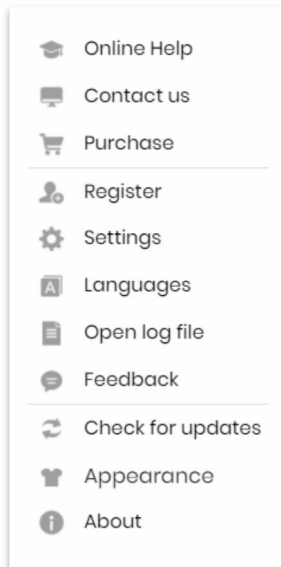 Online Help
Contact us
Purchase
Register
Settings
Languages
Open log file
Feedback
Check for updates
Appearance
About